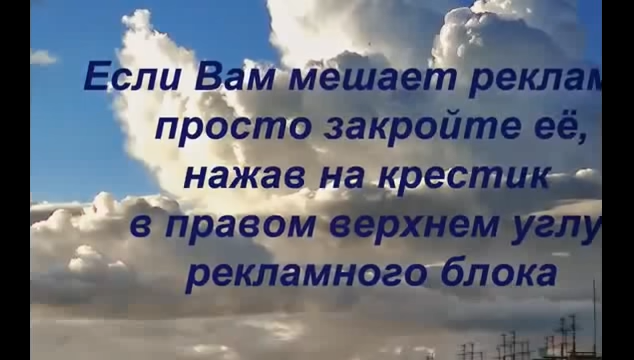 Если Вам мешает реклам
просто закройте её,
нажав на крестик
в правом верхнем углу
рекламного блока